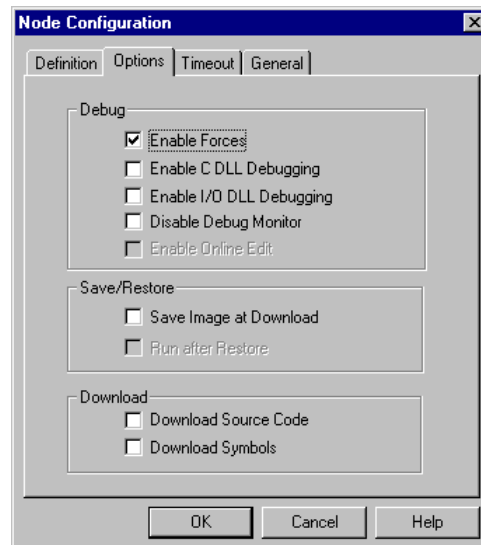 Node Configuration
Definition Options Timeout General
Debug
Enable Forces
Enable C DLL Debugging
Enable I/O DLL Debugging
Disable Debug Monitor
Enable Online Edit
Save/Restore
Save Image at Download
Run after Restore
Download
Download Source Code
Download Symbols
OK Cancel Help